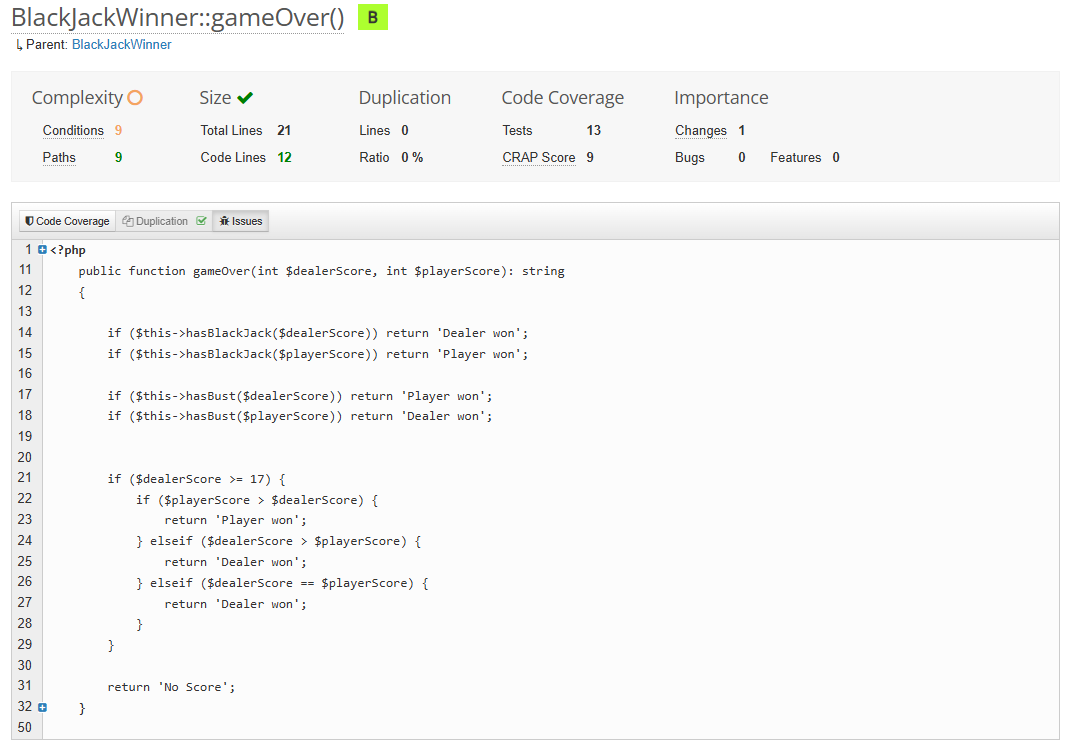 BlackJackWinner::gameOver() B
↳ Parent: BlackJackWinner
Complexity Size Duplication Code Coverage Importance
Conditions 9 Total Lines 21 Lines 0 Tests 13 Changes 1
Paths 9 Code Lines 12 Ratio 0 % CRAP Score 9 Bugs 0 Features 0
Code Coverage Duplication Issues
1 <?php
11     public function gameOver(int $dealerScore, int $playerScore): string
12     {
13
14         if ($this->hasBlackJack($dealerScore)) return 'Dealer won';
15         if ($this->hasBlackJack($playerScore)) return 'Player won';
16
17         if ($this->hasBust($dealerScore)) return 'Player won';
18         if ($this->hasBust($playerScore)) return 'Dealer won';
19
20
21         if ($dealerScore >= 17) {
22             if ($playerScore > $dealerScore) {
23                 return 'Player won';
24             } elseif ($dealerScore > $playerScore) {
25                 return 'Dealer won';
26             } elseif ($dealerScore == $playerScore) {
27                 return 'Dealer won';
28             }
29         }
30
31         return 'No Score';
32     }
50